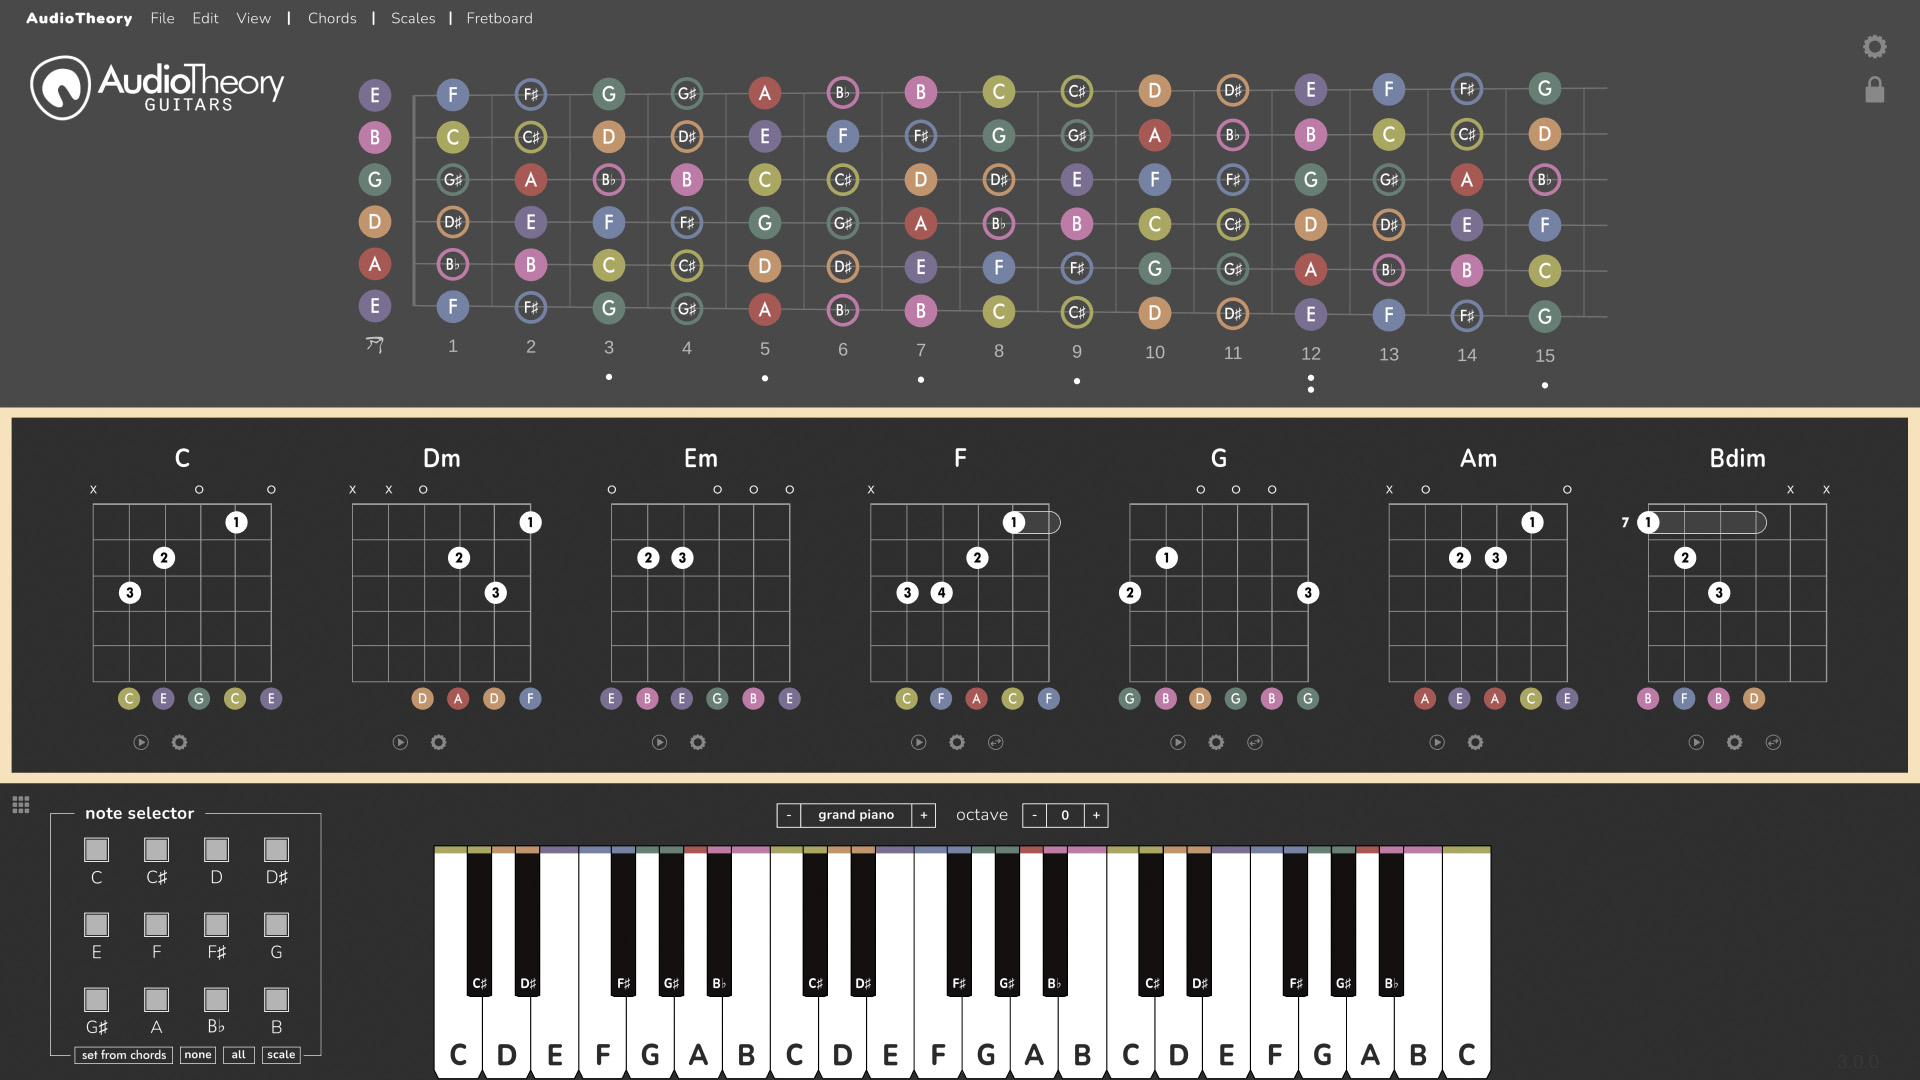 AudioTheory File Edit View | Chords | Scales | Fretboard
AudioTheory
GUITARS
E F F♯ G G♯ A B♭ B C C♯ D D♯ E F F♯ G
B C C♯ D D♯ E F F♯ G G♯ A B♭ B C C♯ D
G G♯ A B♭ B C C♯ D D♯ E F F♯ G G♯ A B♭
D D♯ E F F♯ G G♯ A B♭ B C C♯ D D♯ E F
A B♭ B C C♯ D D♯ E F F♯ G G♯ A B♭ B C
E F F♯ G G♯ A B♭ B C C♯ D D♯ E F F♯ G
1 2 3 4 5 6 7 8 9 10 11 12 13 14 15
C Dm Em F G Am Bdim
x o o x x o o o o o x o o o x o o x x
1 1 1 1 7 1
2 2 2 3 2 1 2 3 2
3 3 3 4 2 3 3
C E G C E D A D F E B E G B E C F A C F G B D G B G A E A C E B F B D
note selector
C C♯ D D♯
E F F♯ G
G♯ A B♭ B
set from chords none all scale
- grand piano + octave - 0 +
C♯ D♯ F♯ G♯ B♭ C♯ D♯ F♯ G♯ B♭ C♯ D♯ F♯ G♯ B♭
C D E F G A B C D E F G A B C D E F G A B C
3.0.0